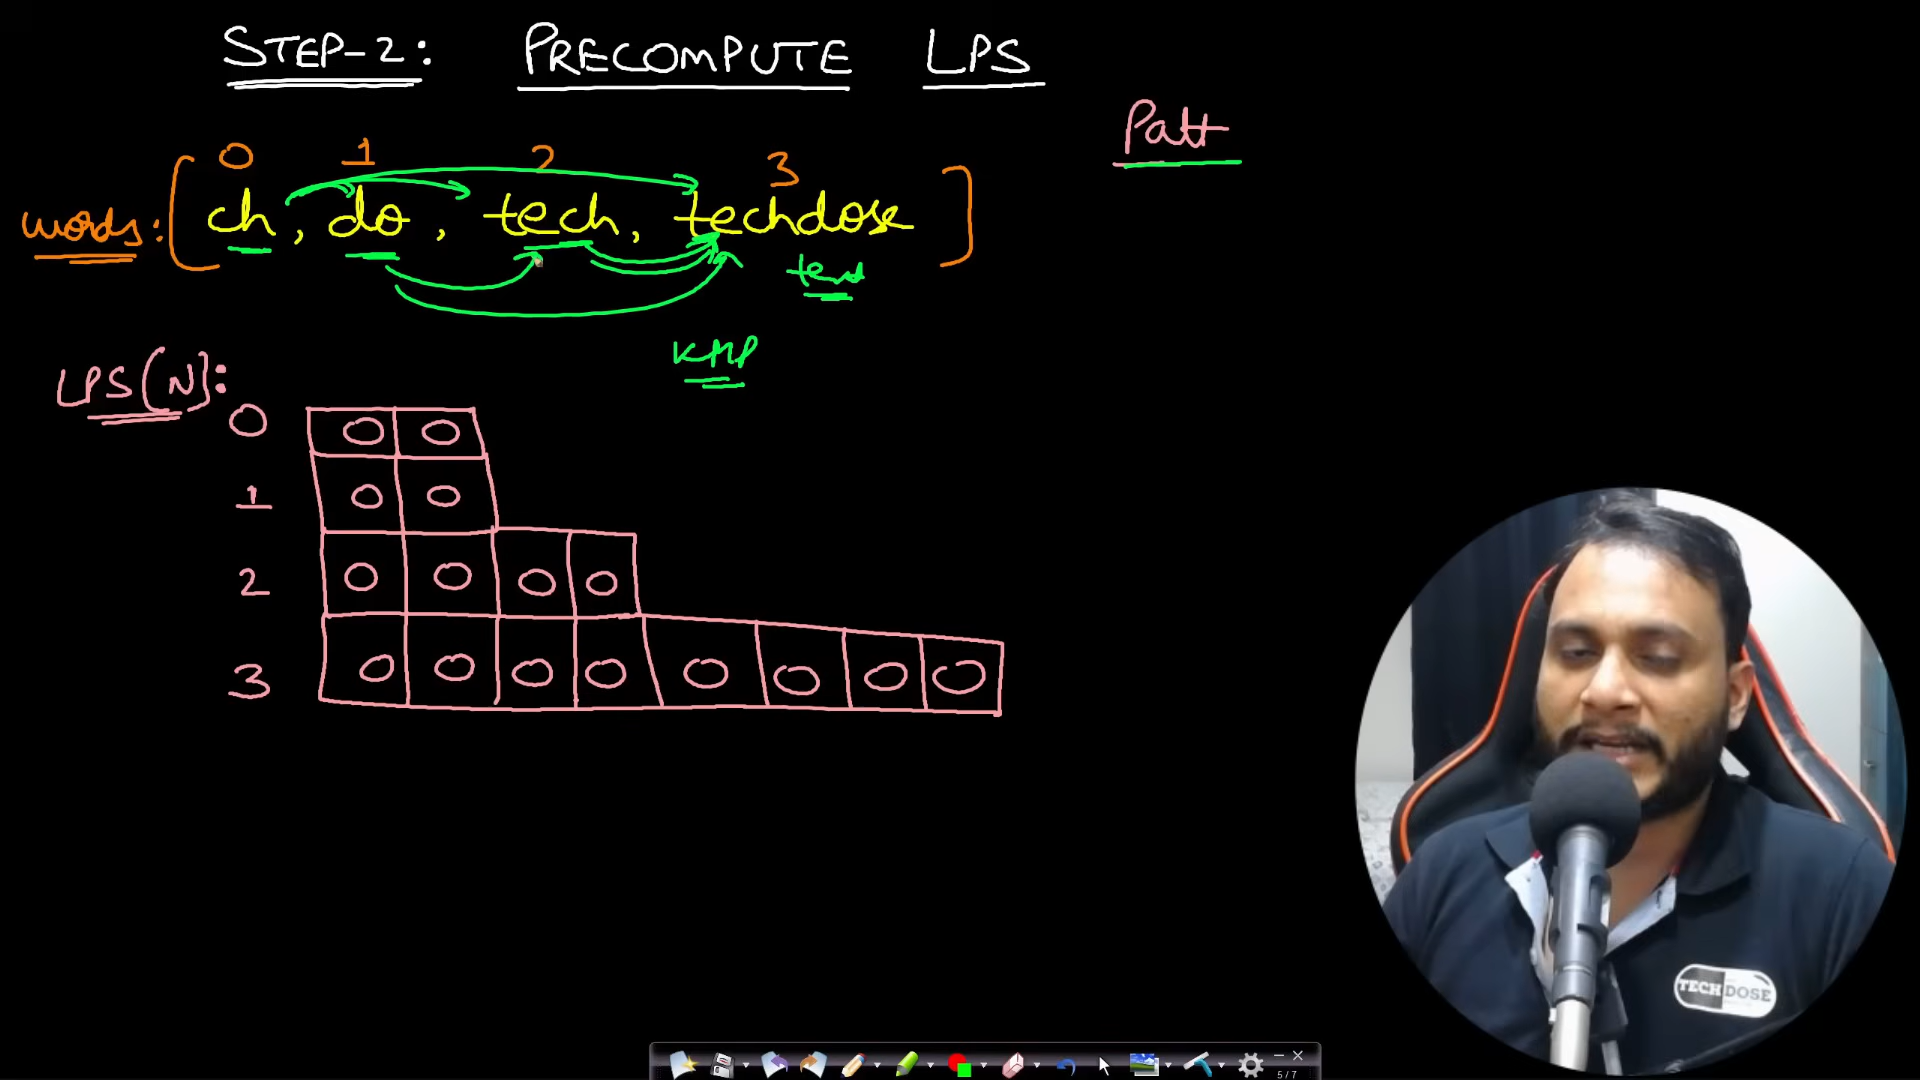 STEP-2: PRECOMPUTE LPS
Patt
0 1 2 3
words: [ch, do, tech, techdose]
text
KMP
LPS[N]:
0 0 0
1 0 0
2 0 0 0 0
3 0 0 0 0 0 0 0 0
TECH DOSE
5/7